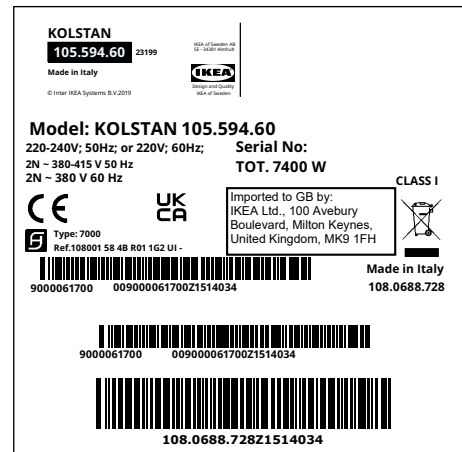 KOLSTAN
105.594.60 23199
Made in Italy
© Inter IKEA Systems B.V.2019
IKEA of Sweden AB
SE - 34381 Älmhult
IKEA
Design and Quality
IKEA of Sweden
Model: KOLSTAN 105.594.60
220-240V; 50Hz; or 220V; 60Hz;
2N ~ 380-415 V 50 Hz
2N ~ 380 V 60 Hz
Serial No:
TOT. 7400 W
CLASS I
CE
UK
CA
Imported to GB by:
IKEA Ltd., 100 Avebury
Boulevard, Milton Keynes,
United Kingdom, MK9 1FH
Type: 7000
Ref.108001 58 4B R01 1G2 UI -
9000061700 009000061700Z1514034
Made in Italy
108.0688.728
9000061700 009000061700Z1514034
108.0688.728Z1514034